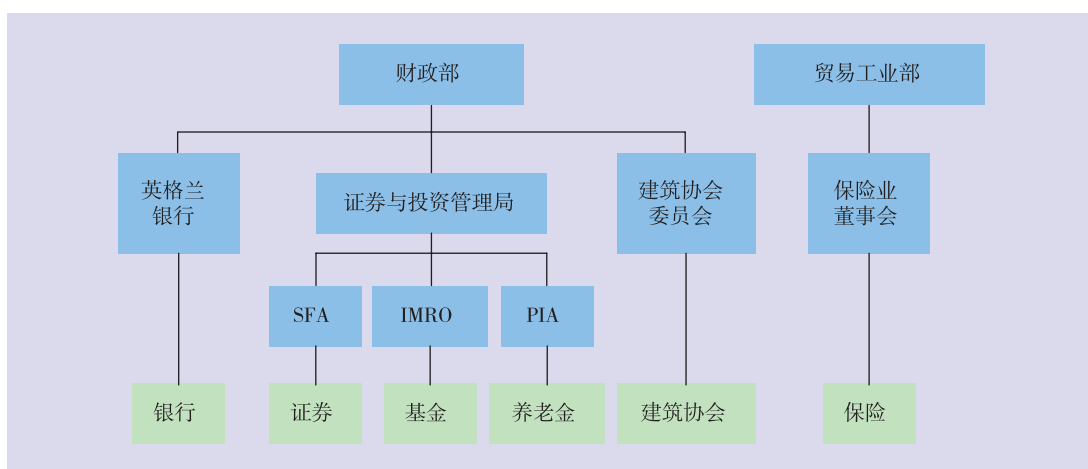 财政部
贸易工业部
英格兰
银行
证券与投资管理局
建筑协会
委员会
保险业
董事会
SFA
IMRO
PIA
银行
证券
基金
养老金
建筑协会
保险